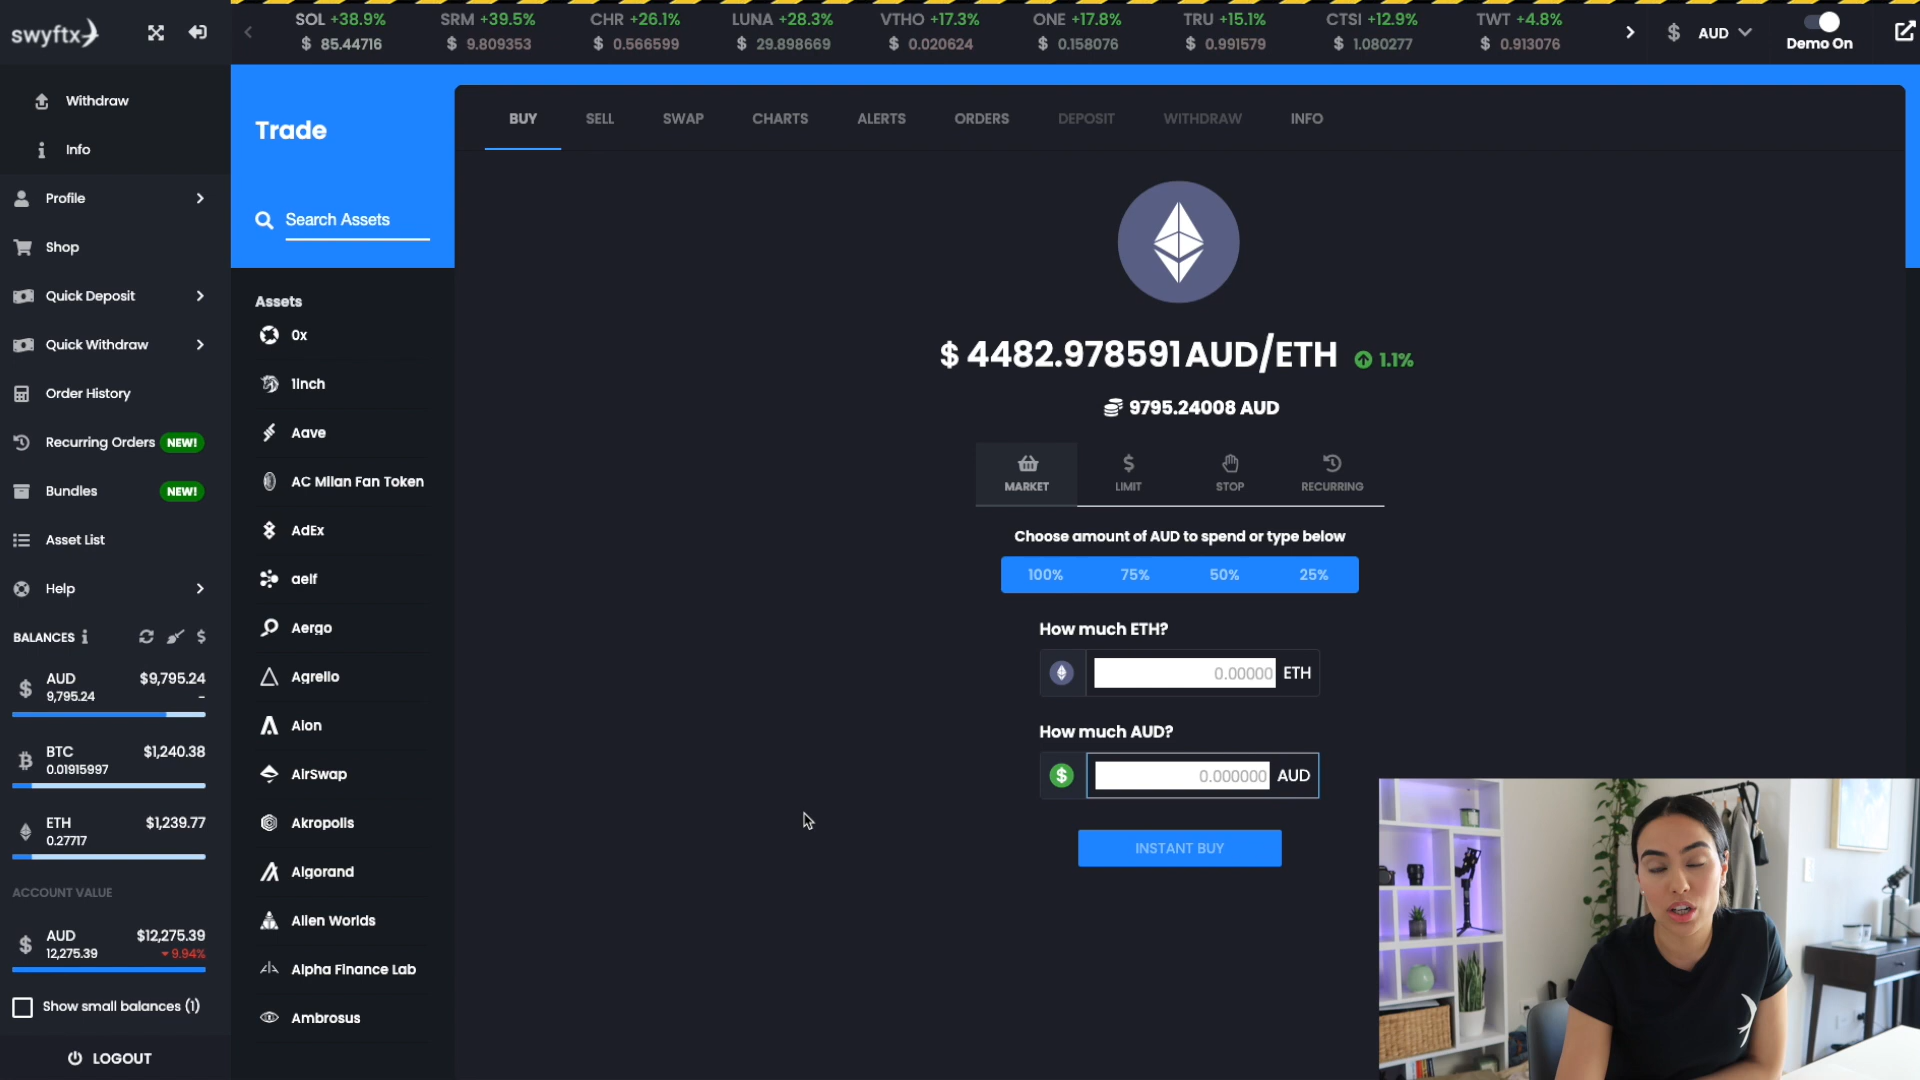 swyftx
SOL +38.9%
$ 85.44716
SRM +39.5%
$ 9.809353
CHR +26.1%
$ 0.566599
LUNA +28.3%
$ 29.898669
VTHO +17.3%
$ 0.020624
ONE +17.8%
$ 0.158076
TRU +15.1%
$ 0.991579
CTSI +12.9%
$ 1.080277
TWT +4.8%
$ 0.913076
$ AUD
Demo On
Withdraw
Info
Profile
Shop
Quick Deposit
Quick Withdraw
Order History
Recurring Orders NEW!
Bundles NEW!
Asset List
Help
BALANCES
$
AUD $9,795.24
9,795.24 -
BTC $1,240.38
0.01915997
ETH $1,239.77
0.27717
ACCOUNT VALUE
AUD $12,275.39
12,275.39 9.94%
Show small balances (1)
LOGOUT
Trade
Search Assets
Assets
0x
1inch
Aave
AC Milan Fan Token
AdEx
aelf
Aergo
Agrello
Aion
AirSwap
Akropolis
Algorand
Alien Worlds
Alpha Finance Lab
Ambrosus
BUY SELL SWAP CHARTS ALERTS ORDERS DEPOSIT WITHDRAW INFO
$ 4482.978591 AUD/ETH 1.1%
9795.24008 AUD
MARKET LIMIT STOP RECURRING
Choose amount of AUD to spend or type below
100% 75% 50% 25%
How much ETH?
0.00000 ETH
How much AUD?
0.000000 AUD
INSTANT BUY